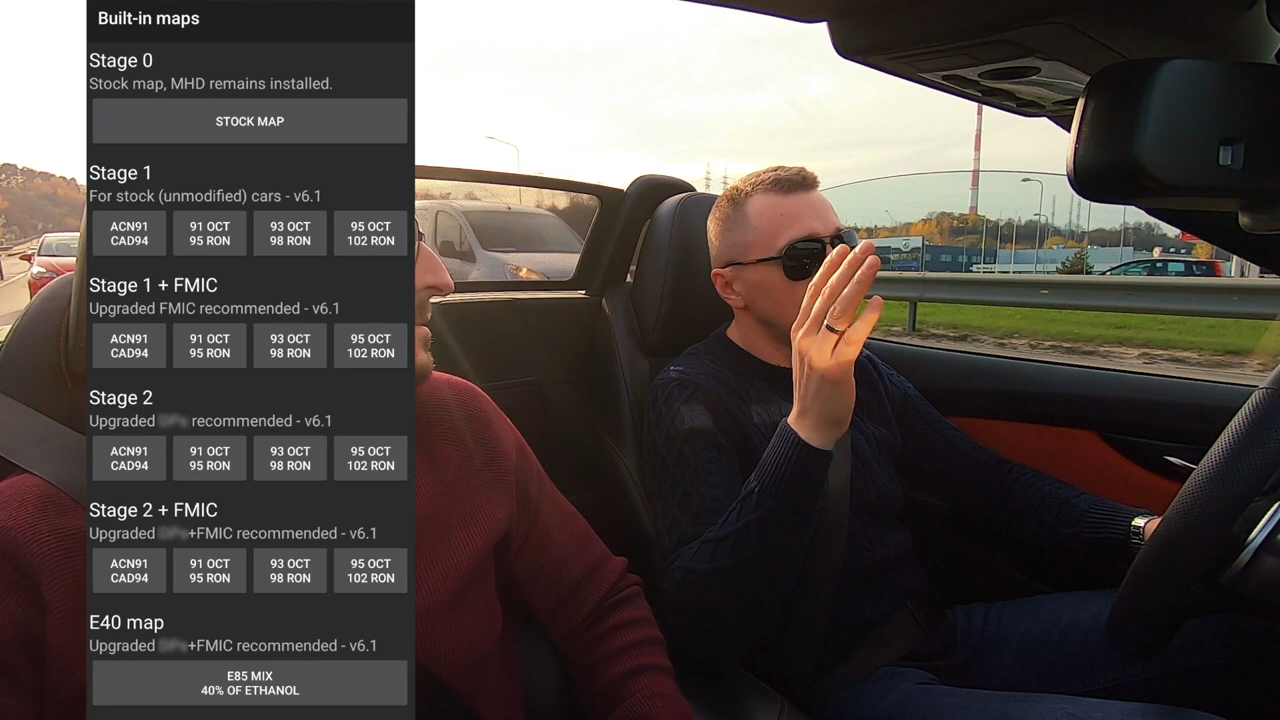 Built-in maps
Stage 0
Stock map, MHD remains installed.
STOCK MAP
Stage 1
For stock (unmodified) cars - v6.1
ACN91 CAD94
91 OCT 95 RON
93 OCT 98 RON
95 OCT 102 RON
Stage 1 + FMIC
Upgraded FMIC recommended - v6.1
ACN91 CAD94
91 OCT 95 RON
93 OCT 98 RON
95 OCT 102 RON
Stage 2
Upgraded recommended - v6.1
ACN91 CAD94
91 OCT 95 RON
93 OCT 98 RON
95 OCT 102 RON
Stage 2 + FMIC
Upgraded +FMIC recommended - v6.1
ACN91 CAD94
91 OCT 95 RON
93 OCT 98 RON
95 OCT 102 RON
E40 map
Upgraded +FMIC recommended - v6.1
E85 MIX
40% OF ETHANOL